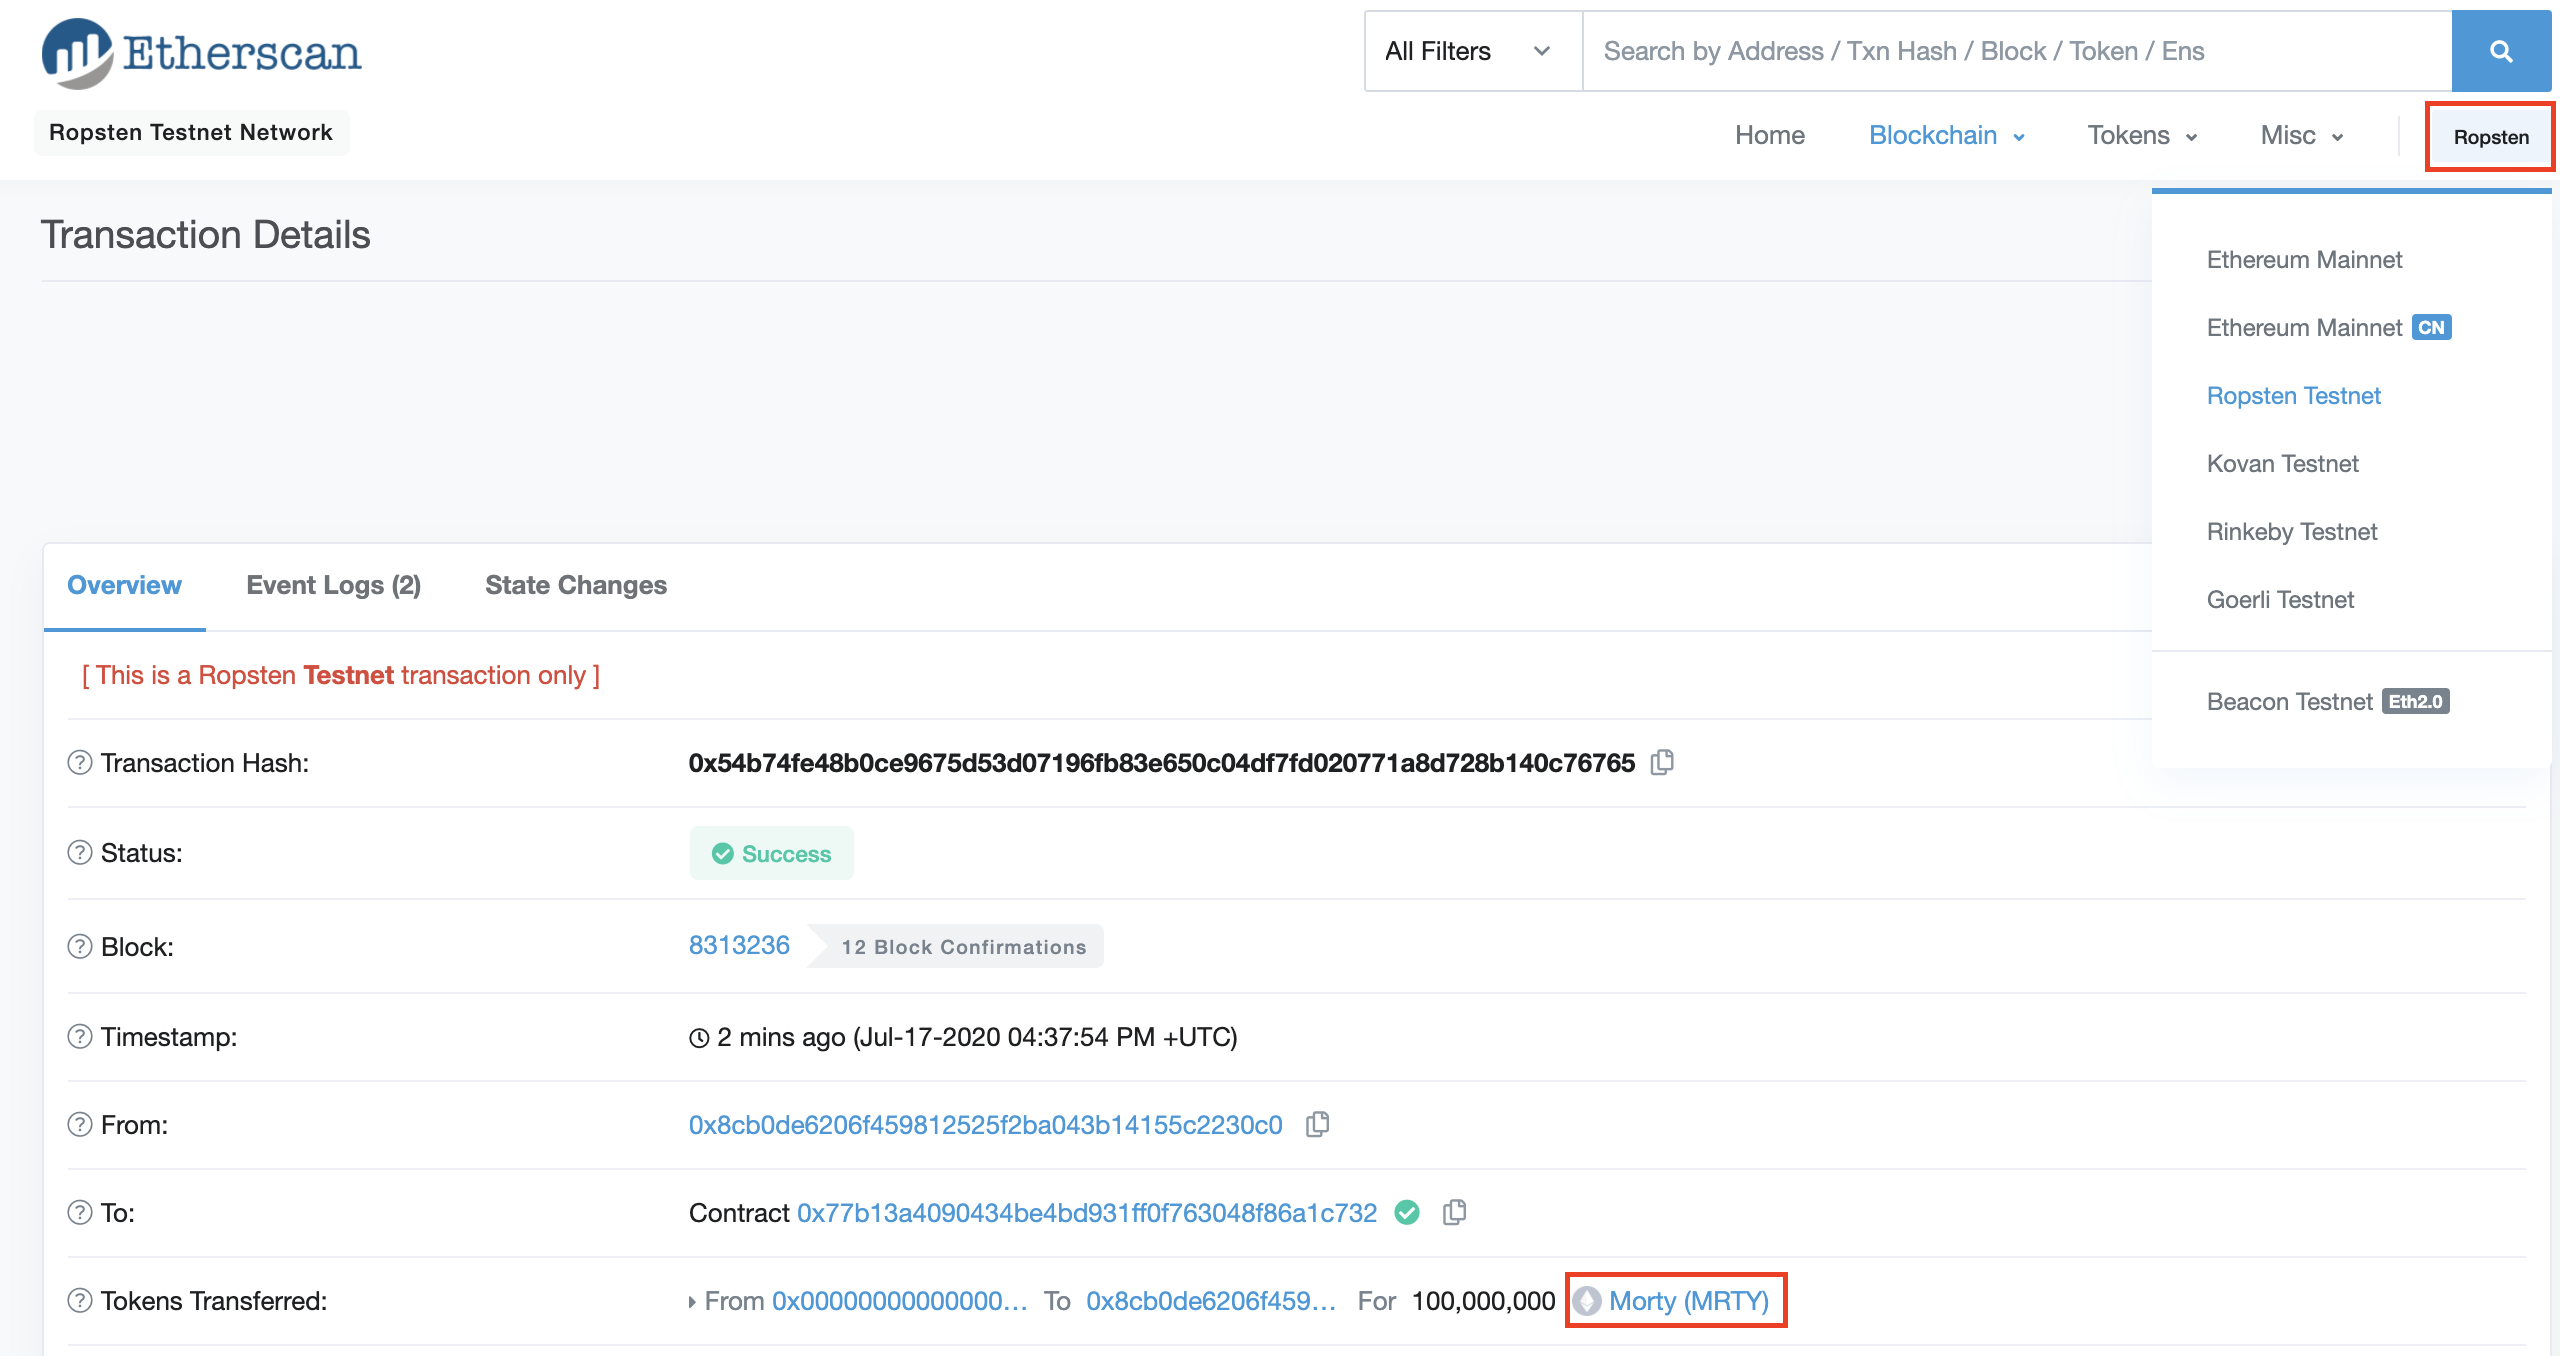 Etherscan
All Filters
Search by Address / Txn Hash / Block / Token / Ens
Ropsten Testnet Network
Home
Blockchain
Tokens
Misc
Ropsten
Transaction Details
Ethereum Mainnet
Ethereum Mainnet CN
Ropsten Testnet
Kovan Testnet
Rinkeby Testnet
Goerli Testnet
Beacon Testnet Eth2.0
Overview
Event Logs (2)
State Changes
[ This is a Ropsten Testnet transaction only ]
? Transaction Hash: 0x54b74fe48b0ce9675d53d07196fb83e650c04df7fd020771a8d728b140c76765
? Status: Success
? Block: 8313236 12 Block Confirmations
? Timestamp: 2 mins ago (Jul-17-2020 04:37:54 PM +UTC)
? From: 0x8cb0de6206f459812525f2ba043b14155c2230c0
? To: Contract 0x77b13a4090434be4bd931ff0f763048f86a1c732
? Tokens Transferred: From 0x00000000000000... To 0x8cb0de6206f459... For 100,000,000 Morty (MRTY)